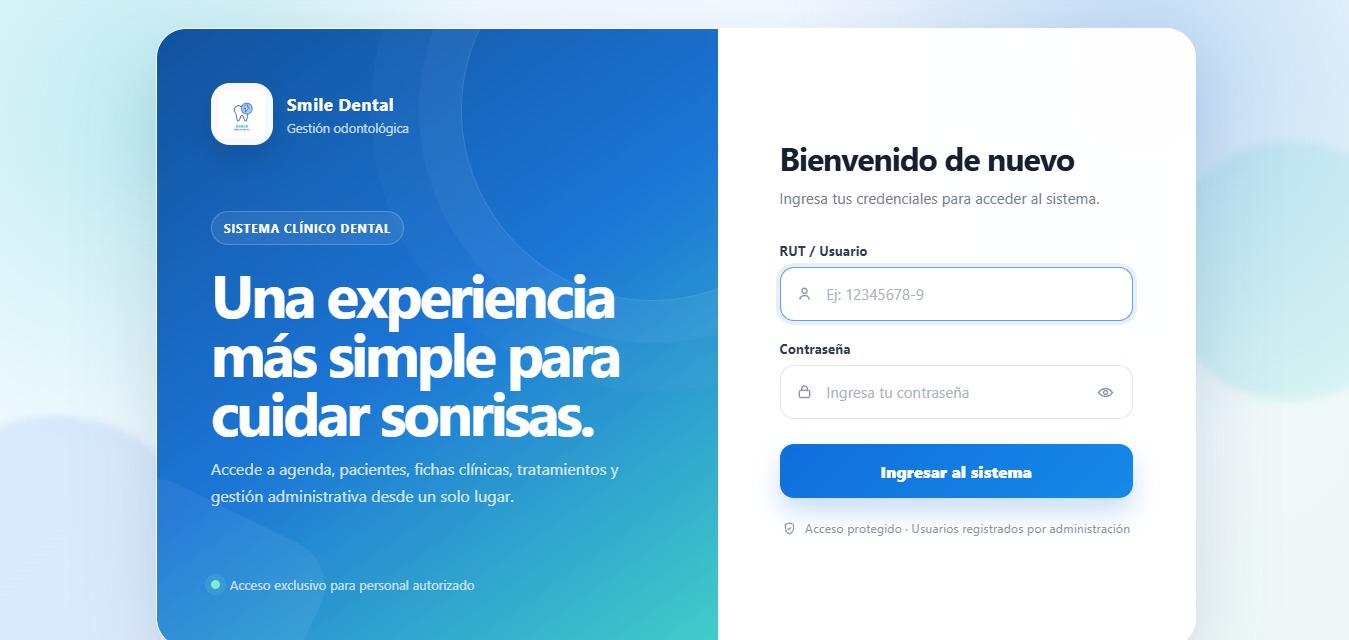 Smile Dental
Gestión odontológica
SISTEMA CLÍNICO DENTAL
Una experiencia
más simple para
cuidar sonrisas.
Accede a agenda, pacientes, fichas clínicas, tratamientos y
gestión administrativa desde un solo lugar.
Acceso exclusivo para personal autorizado
Bienvenido de nuevo
Ingresa tus credenciales para acceder al sistema.
RUT / Usuario
Ej: 12345678-9
Contraseña
Ingresa tu contraseña
Ingresar al sistema
Acceso protegido · Usuarios registrados por administración